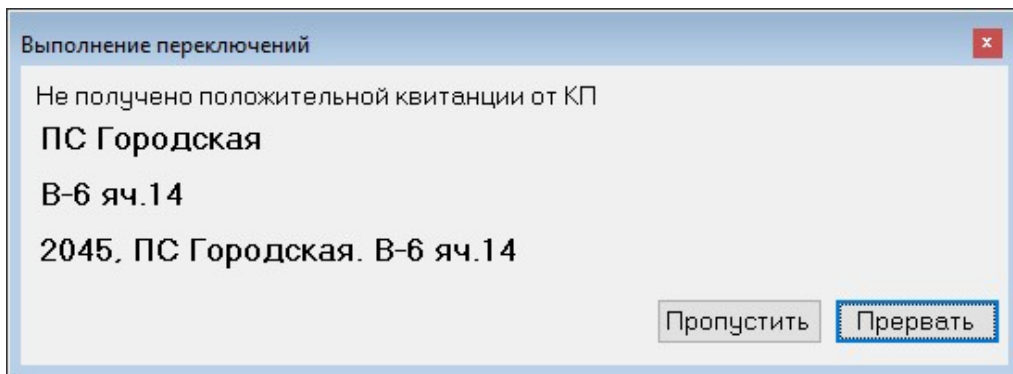 Выполнение переключений
x
Не получено положительной квитанции от КП
ПС Городская
В-6 яч.14
2045, ПС Городская. В-6 яч.14
Пропустить Прервать